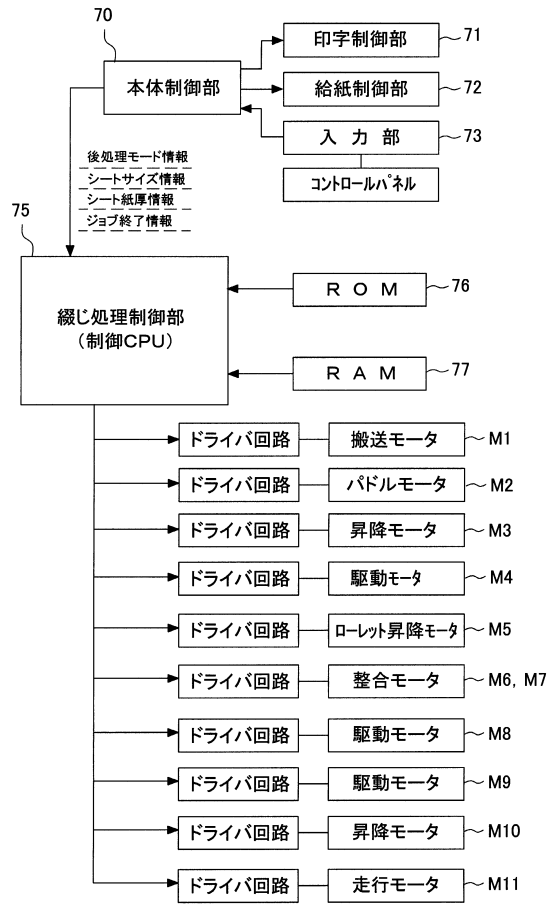 70
本体制御部
印字制御部 71
給紙制御部 72
入力部 73
コントロールパネル
後処理モード情報
シートサイズ情報
シート紙厚情報
ジョブ終了情報
75
綴じ処理制御部
(制御CPU)
ROM 76
RAM 77
ドライバ回路 搬送モータ M1
ドライバ回路 パドルモータ M2
ドライバ回路 昇降モータ M3
ドライバ回路 駆動モータ M4
ドライバ回路 ローレット昇降モータ M5
ドライバ回路 整合モータ M6, M7
ドライバ回路 駆動モータ M8
ドライバ回路 駆動モータ M9
ドライバ回路 昇降モータ M10
ドライバ回路 走行モータ M11